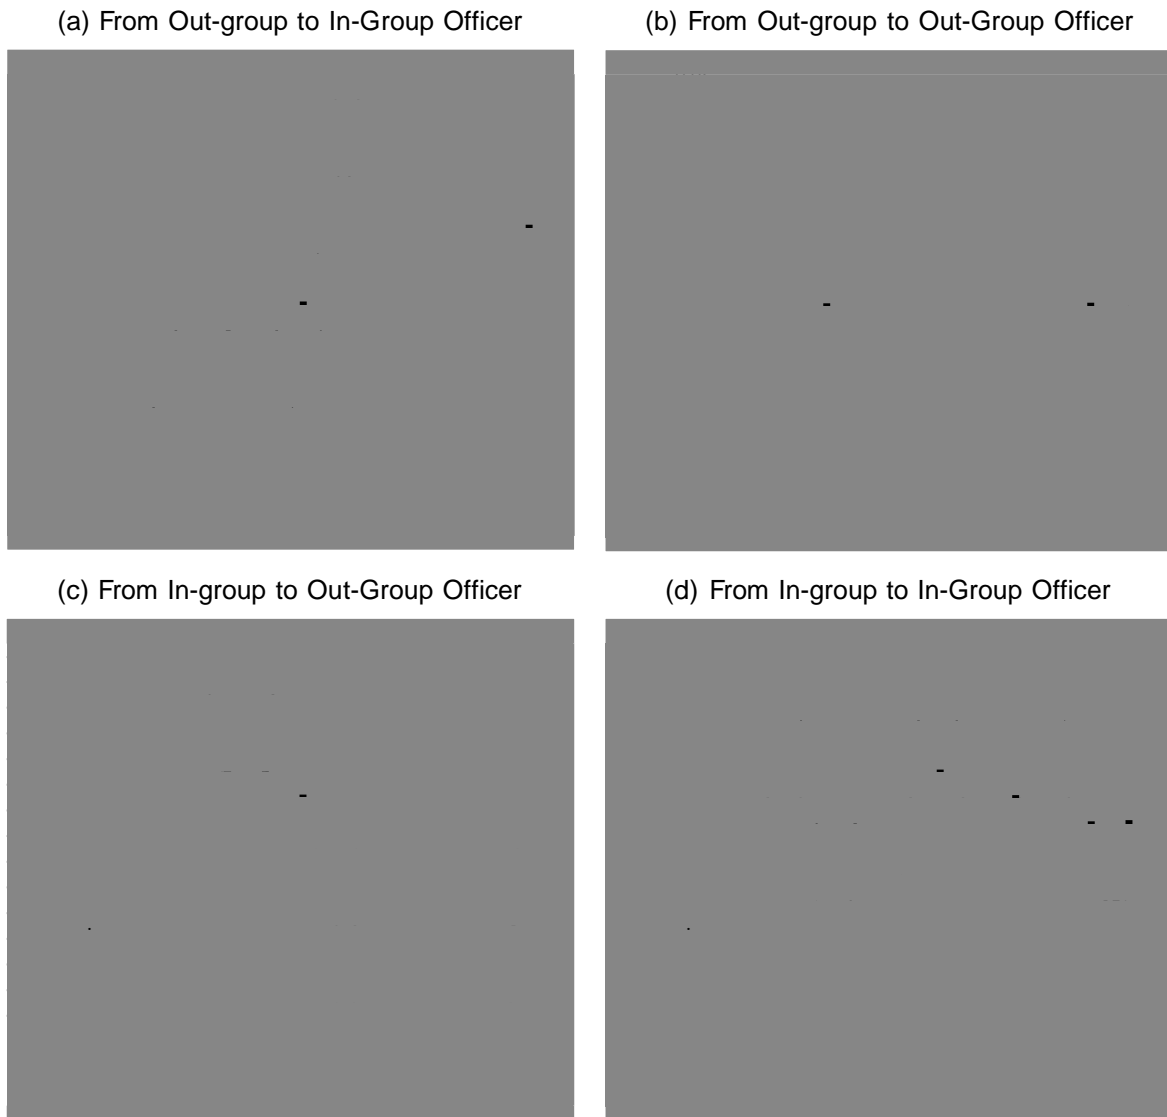 (a) From Out-group to In-Group Officer
(b) From Out-group to Out-Group Officer
(c) From In-group to Out-Group Officer
(d) From In-group to In-Group Officer